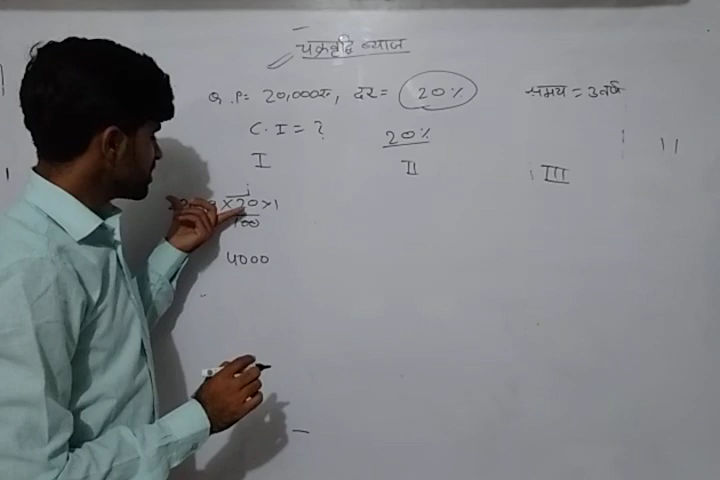 चक्रवृद्धि ब्याज
Q. P = 20,000रु, दर = 20% समय = 3वर्ष
C. I = ? 20%
I II III
x 20 x 1
100
4000